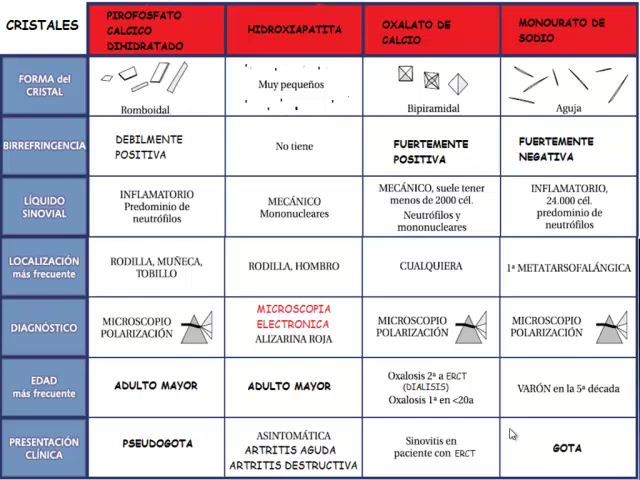 CRISTALES
PIROFOSFATO
CALCICO
DIHIDRATADO
HIDROXIAPATITA
OXALATO DE
CALCIO
MONOURATO DE
SODIO
FORMA del
CRISTAL
Romboidal
Muy pequeños
Bipiramidal
Aguja
BIRREFRINGENCIA
DEBILMENTE
POSITIVA
No tiene
FUERTEMENTE
POSITIVA
FUERTEMENTE
NEGATIVA
LÍQUIDO
SINOVIAL
INFLAMATORIO
Predominio de
neutrófilos
MECÁNICO
Mononucleares
MECÁNICO, suele tener
menos de 2000 cél.
Neutrófilos y
mononucleares
INFLAMATORIO,
24.000 cél.
predominio de
neutrófilos
LOCALIZACIÓN
más frecuente
RODILLA, MUÑECA,
TOBILLO
RODILLA, HOMBRO
CUALQUIERA
1ª METATARSOFALÁNGICA
DIAGNÓSTICO
MICROSCOPIO
POLARIZACIÓN
MICROSCOPIA
ELECTRONICA
ALIZARINA ROJA
MICROSCOPIO
POLARIZACIÓN
MICROSCOPIO
POLARIZACIÓN
EDAD
más frecuente
ADULTO MAYOR
ADULTO MAYOR
Oxalosis 2ª a ERCT
(DIALISIS)
Oxalosis 1ª en <20a
VARÓN en la 5ª década
PRESENTACIÓN
CLÍNICA
PSEUDOGOTA
ASINTOMÁTICA
ARTRITIS AGUDA
ARTRITIS DESTRUCTIVA
Sinovitis en
paciente con ERCT
GOTA